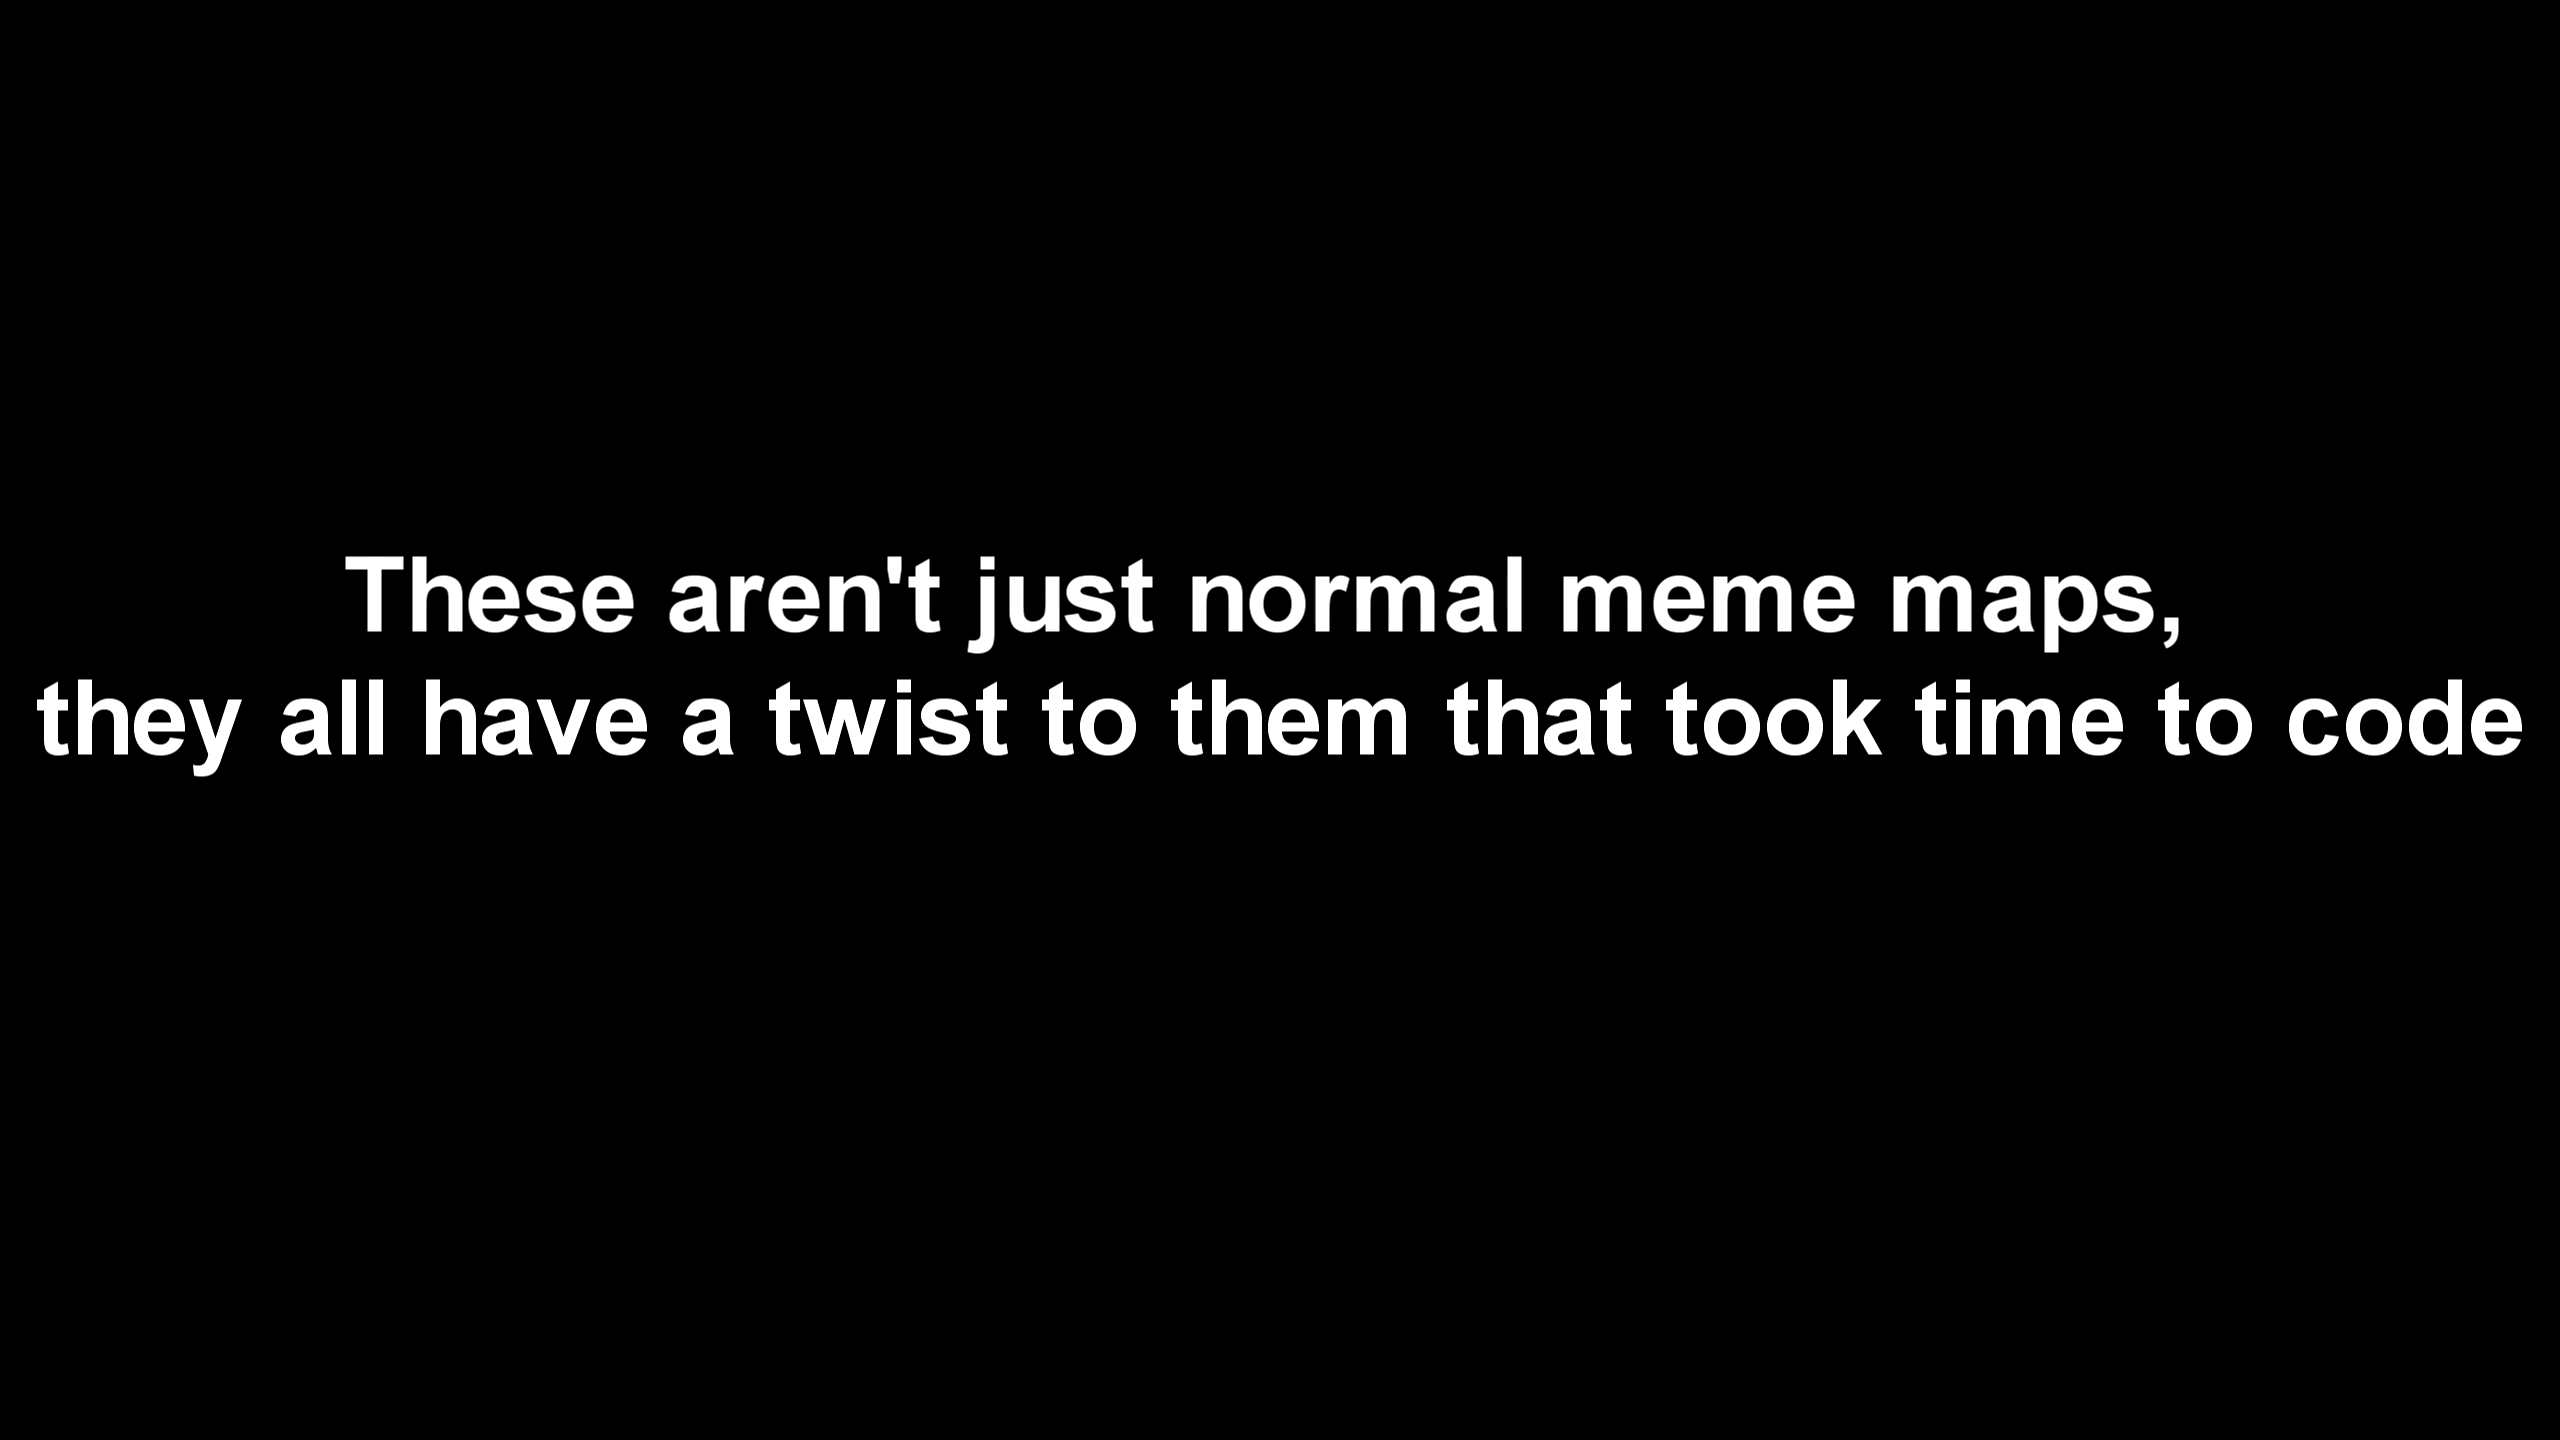 These aren't just normal meme maps,
they all have a twist to them that took time to code